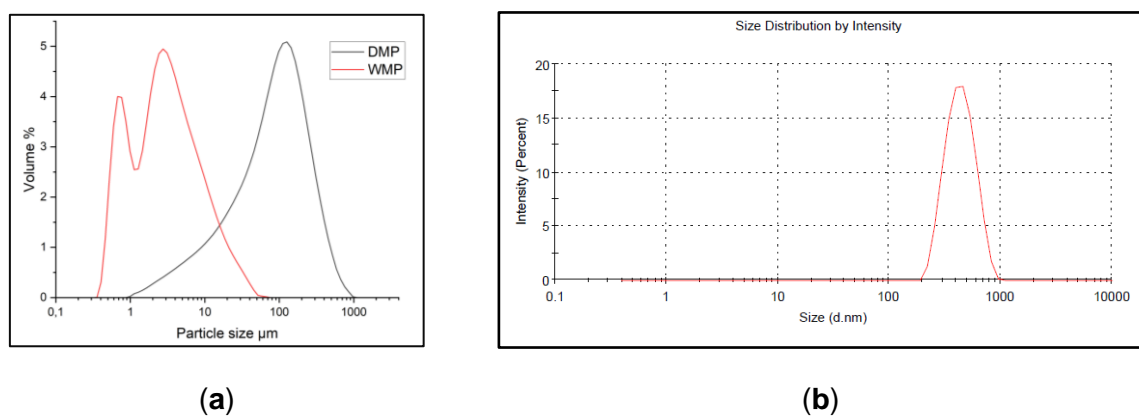 5
4
3
2
1
0
Volume %
DMP
WMP
0,1 1 10 100 1000
Particle size µm
(a)
Size Distribution by Intensity
20
15
10
5
0
Intensity (Percent)
0.1 1 10 100 1000 10000
Size (d.nm)
(b)